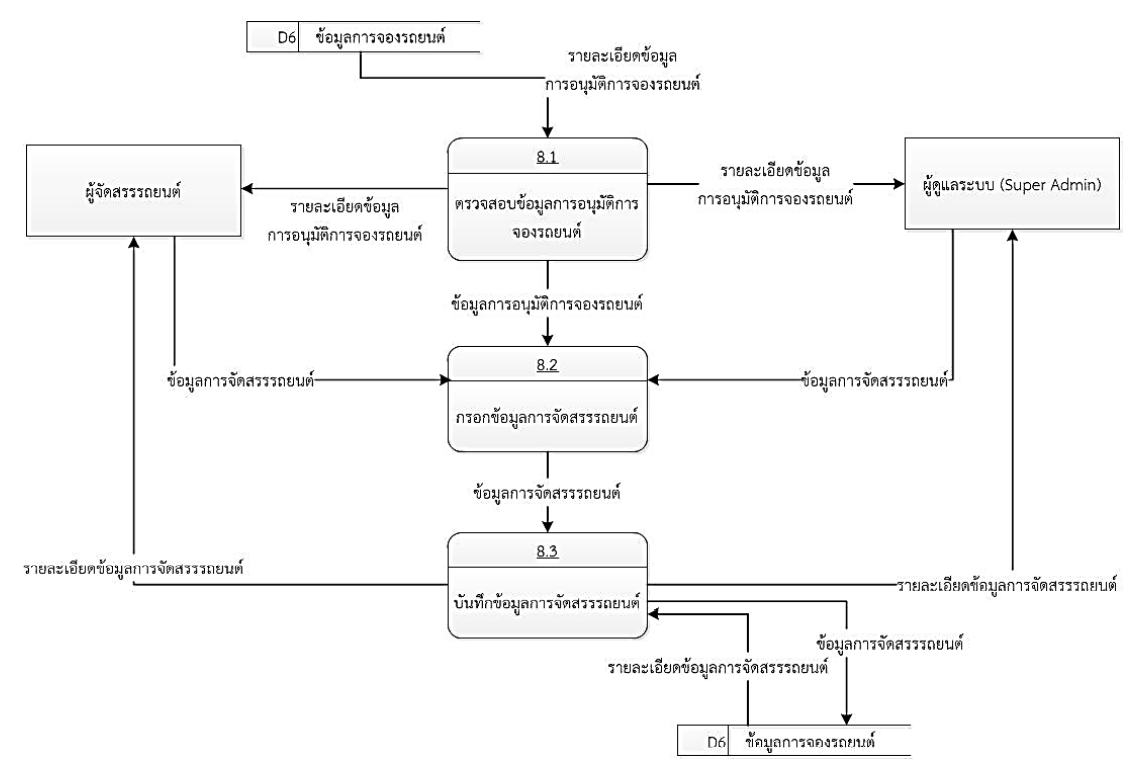 D6 ข้อมูลการจองรถยนต์
รายละเอียดข้อมูล
การอนุมัติการจองรถยนต์
8.1
ตรวจสอบข้อมูลการอนุมัติการ
จองรถยนต์
ผู้จัดสรรรถยนต์
รายละเอียดข้อมูล
การอนุมัติการจองรถยนต์
รายละเอียดข้อมูล
การอนุมัติการจองรถยนต์
ผู้ดูแลระบบ (Super Admin)
ข้อมูลการอนุมัติการจองรถยนต์
8.2
กรอกข้อมูลการจัดสรรรถยนต์
ข้อมูลการจัดสรรรถยนต์
ข้อมูลการจัดสรรรถยนต์
ข้อมูลการจัดสรรรถยนต์
8.3
บันทึกข้อมูลการจัดสรรรถยนต์
รายละเอียดข้อมูลการจัดสรรรถยนต์
รายละเอียดข้อมูลการจัดสรรรถยนต์
ข้อมูลการจัดสรรรถยนต์
รายละเอียดข้อมูลการจัดสรรรถยนต์
D6 ข้อมูลการจองรถยนต์